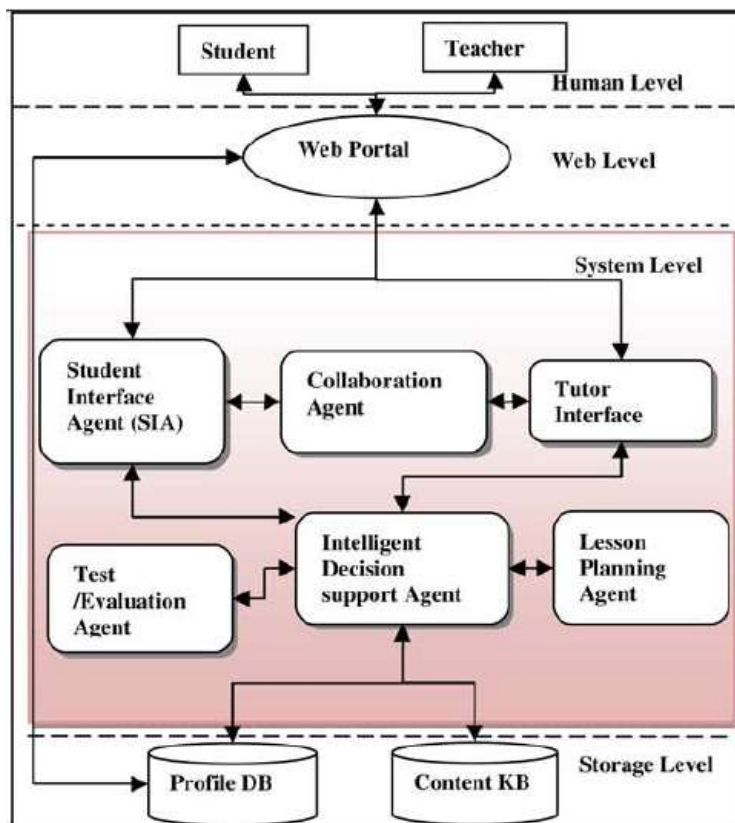 Student
Teacher
Human Level
Web Portal
Web Level
System Level
Student
Interface
Agent (SIA)
Collaboration
Agent
Tutor
Interface
Test
/Evaluation
Agent
Intelligent
Decision
support Agent
Lesson
Planning
Agent
Profile DB
Content KB
Storage Level